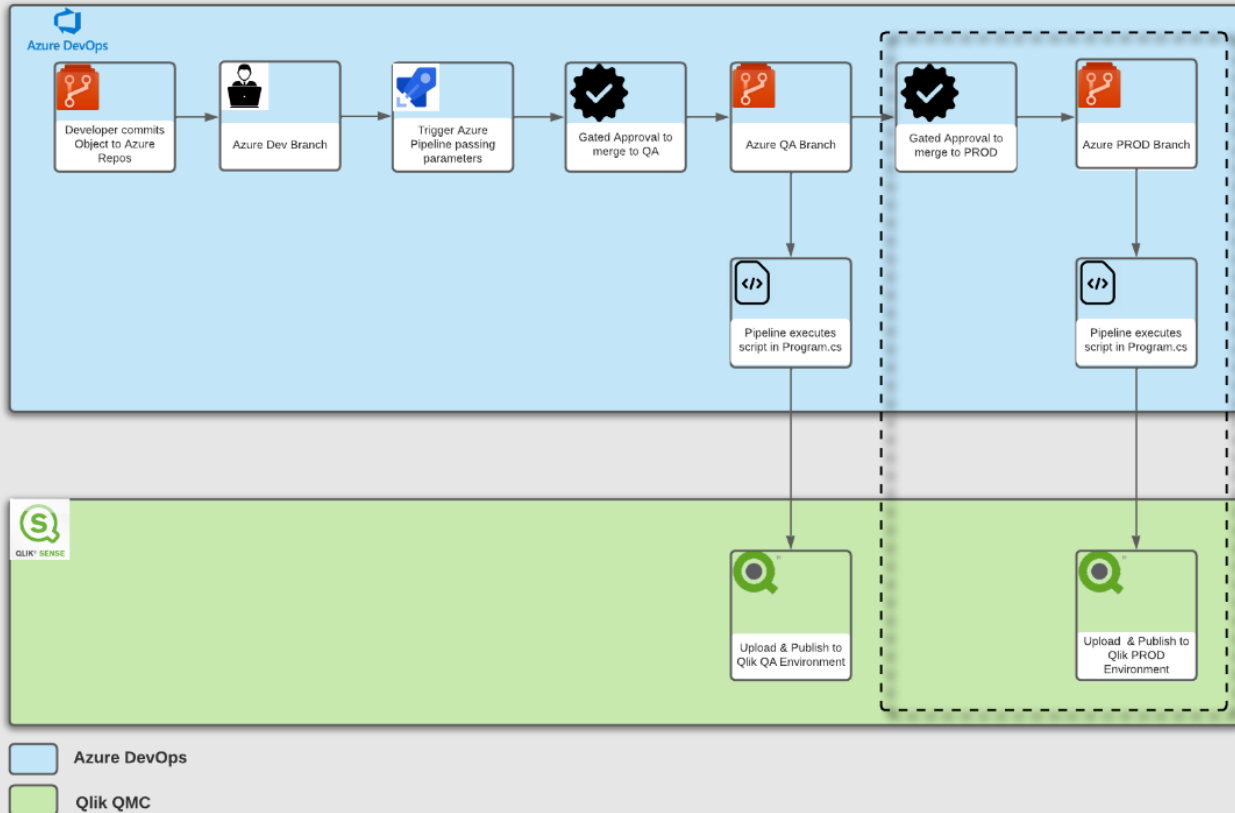 Azure DevOps
Developer commits
Object to Azure
Repos
Azure Dev Branch
Trigger Azure
Pipeline passing
parameters
Gated Approval to
merge to QA
Azure QA Branch
Gated Approval to
merge to PROD
Azure PROD Branch
</>
Pipeline executes
script in Program.cs
</>
Pipeline executes
script in Program.cs
S
QLIK® SENSE
Upload & Publish to
Qlik QA Environment
Upload & Publish to
Qlik PROD
Environment
Azure DevOps
Qlik QMC